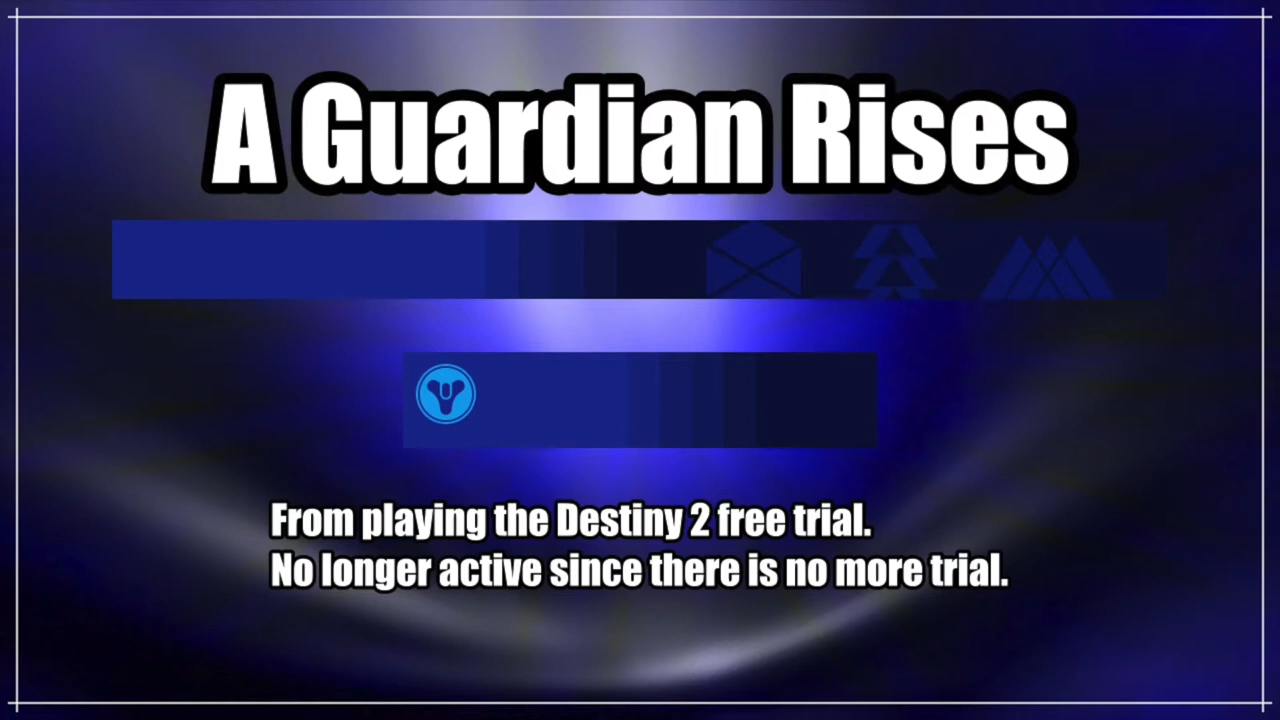 A Guardian Rises
From playing the Destiny 2 free trial.
No longer active since there is no more trial.